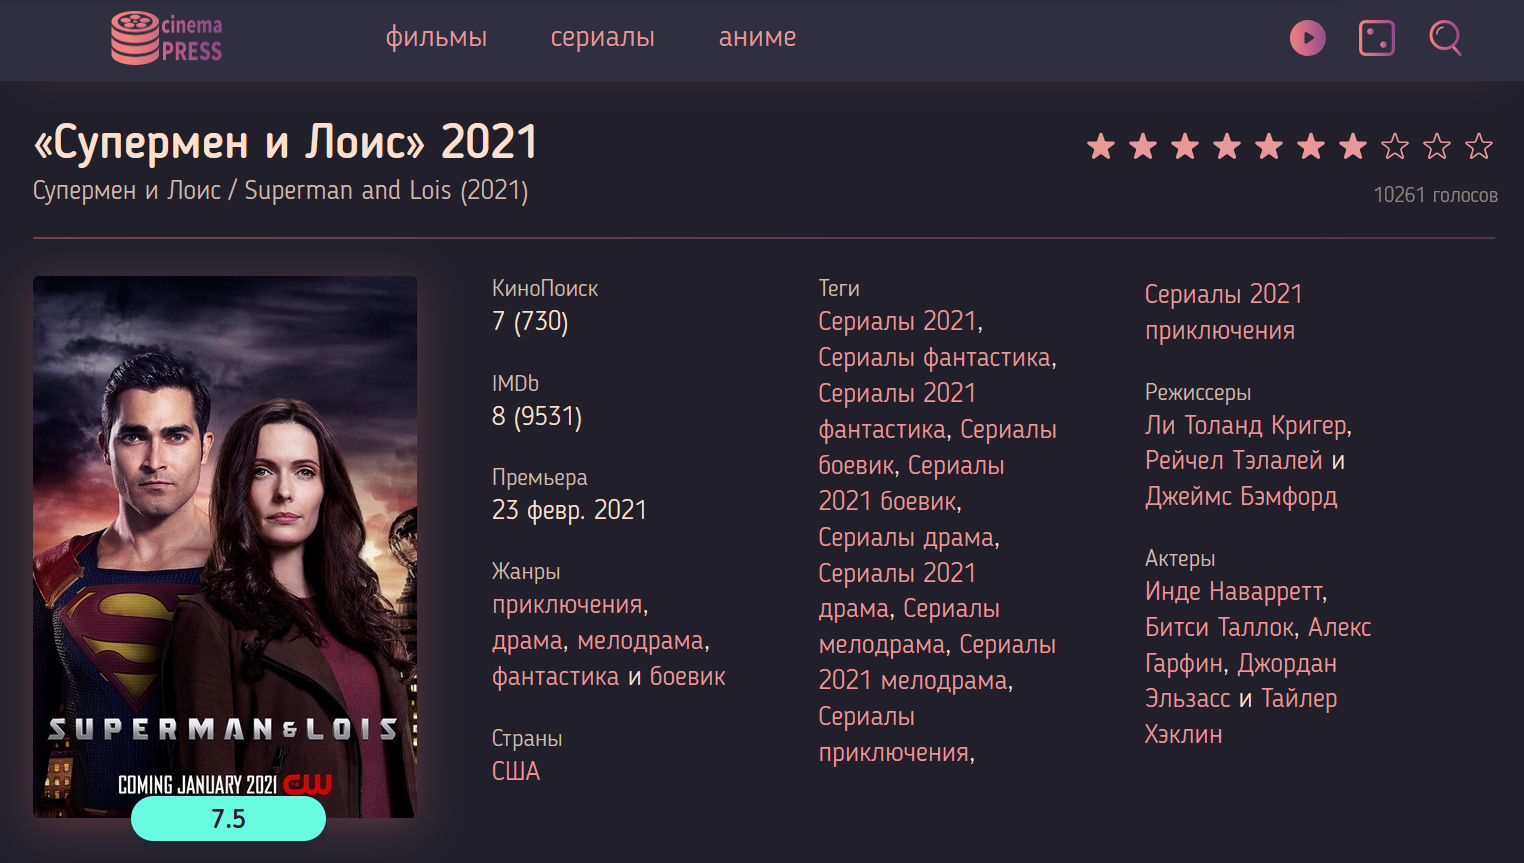 cinema
PRESS
фильмы
сериалы
аниме
«Супермен и Лоис» 2021
Супермен и Лоис / Superman and Lois (2021)
10261 голосов
SUPERMAN & LOIS
COMING JANUARY 2021 THE CW
7.5
КиноПоиск
7 (730)
IMDb
8 (9531)
Премьера
23 февр. 2021
Жанры
приключения,
драма, мелодрама,
фантастика и боевик
Страны
США
Теги
Сериалы 2021,
Сериалы фантастика,
Сериалы 2021
фантастика, Сериалы
боевик, Сериалы
2021 боевик,
Сериалы драма,
Сериалы 2021
драма, Сериалы
мелодрама, Сериалы
2021 мелодрама,
Сериалы
приключения,
Сериалы 2021
приключения
Режиссеры
Ли Толанд Кригер,
Рейчел Тэлалей и
Джеймс Бэмфорд
Актеры
Инде Наварретт,
Битси Таллок, Алекс
Гарфин, Джордан
Эльзасс и Тайлер
Хэклин